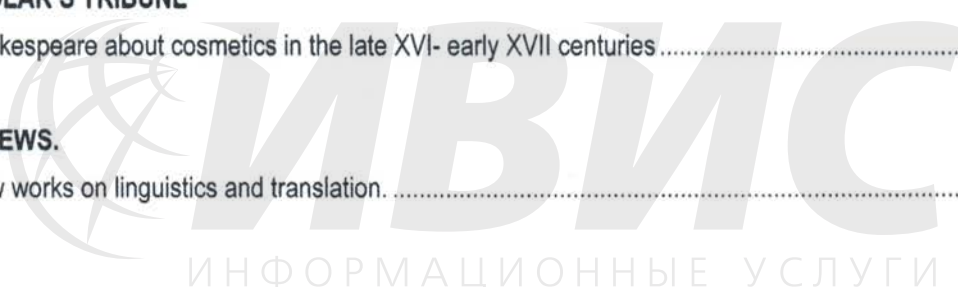 LAR'S TRIBUNE
kespeare about cosmetics in the late XVI- early XVII centuries
EWS.
works on linguistics and translation.
ИВИС
ИНФОРМАЦИОННЫЕ УСЛУГИ